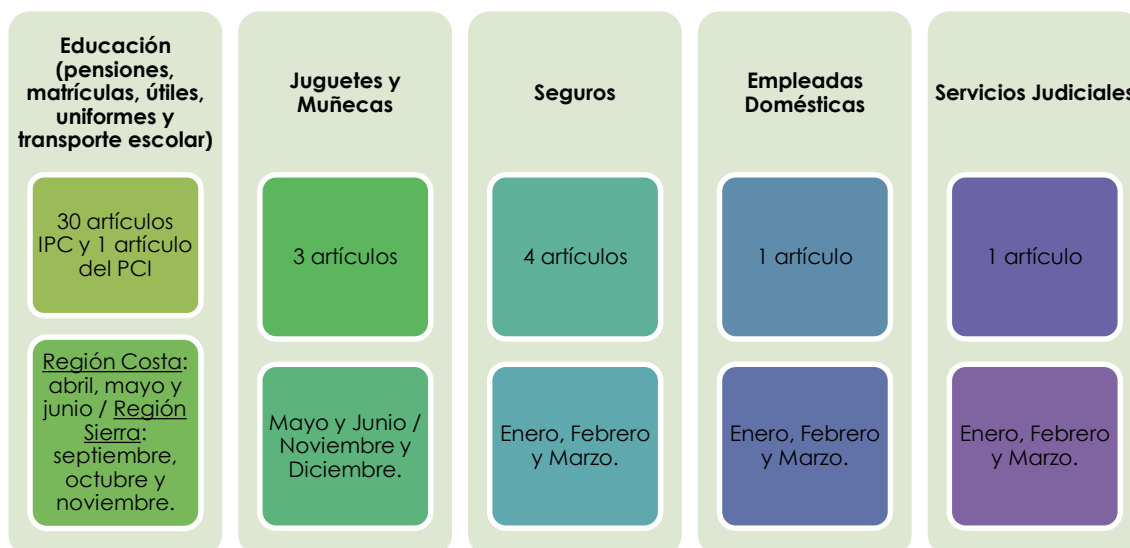 Educación
(pensiones,
matrículas, útiles,
uniformes y
transporte escolar)
30 artículos
IPC y 1 artículo
del PCI
Región Costa:
abril, mayo y
junio / Región
Sierra:
septiembre,
octubre y
noviembre.
Juguetes y
Muñecas
3 artículos
Mayo y Junio /
Noviembre y
Diciembre.
Seguros
4 artículos
Enero, Febrero
y Marzo.
Empleadas
Domésticas
1 artículo
Enero, Febrero
y Marzo.
Servicios Judiciales
1 artículo
Enero, Febrero
y Marzo.